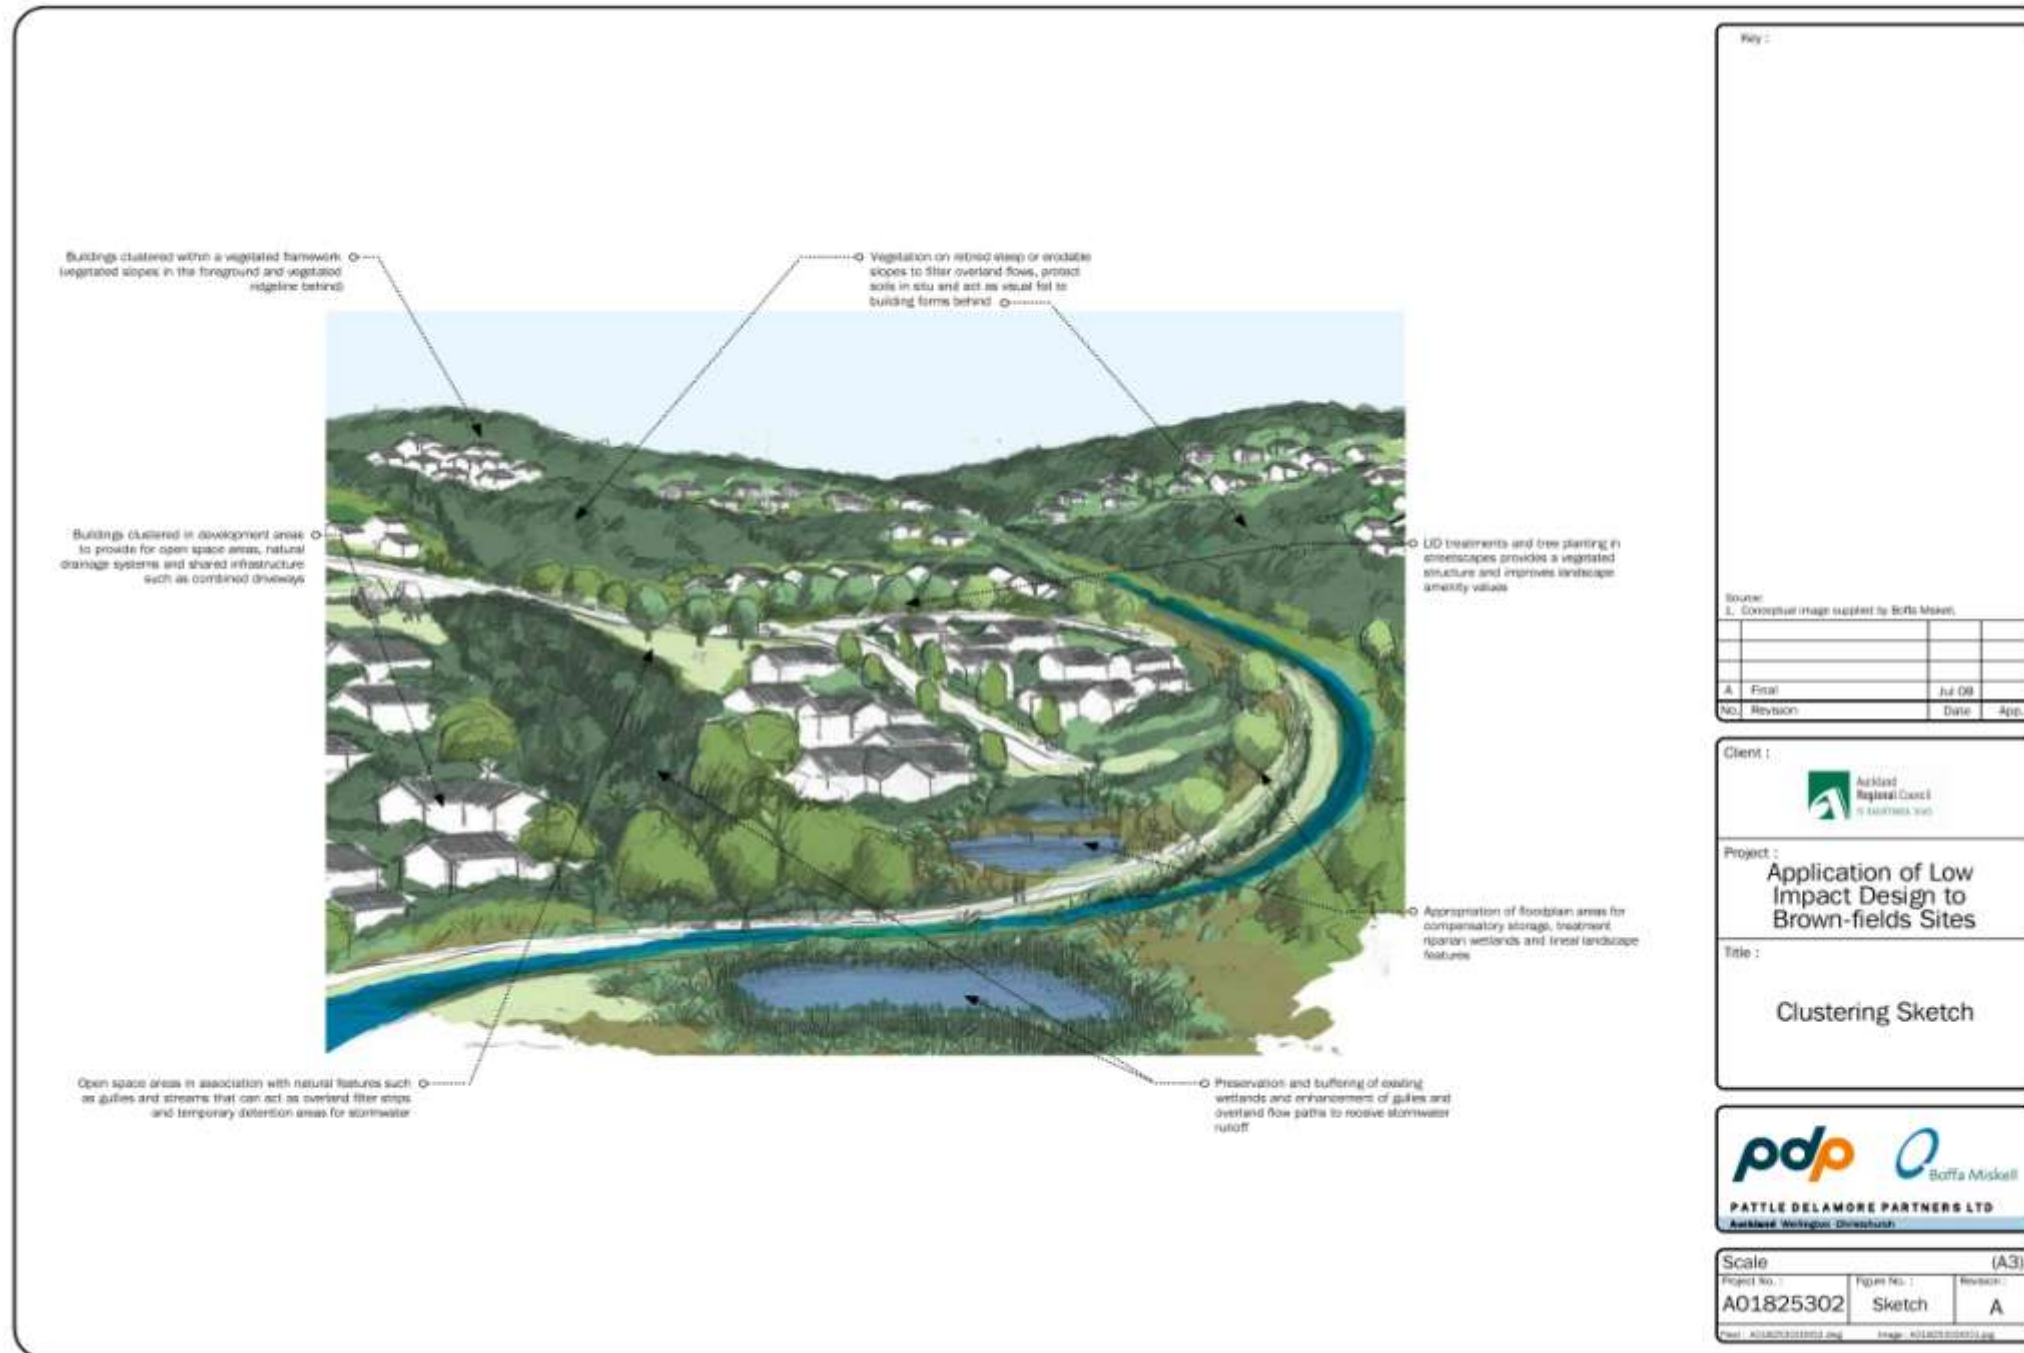 Buildings clustered within a vegetated framework
(vegetated slopes in the foreground and vegetated
ridgeline behind)
Vegetation on retired steep or erodable
slopes to filter overland flows, protect
soils in situ and act as visual foil to
building forms behind
Buildings clustered in development areas
to provide for open space areas, natural
drainage systems and shared infrastructure
such as combined driveways
LID treatments and tree planting in
streetscapes provides a vegetated
structure and improves landscape
amenity values
Appropriation of floodplain areas for
compensatory storage, treatment
riparian wetlands and lineal landscape
features
Open space areas in association with natural features such
as gullies and streams that can act as overland filter strips
and temporary detention areas for stormwater
Preservation and buffering of existing
wetlands and enhancement of gullies and
overland flow paths to receive stormwater
runoff
Key :
Source:
1. Conceptual image supplied by Boffa Miskell.
A Final Jul 08
No. Revision Date App.
Client :
Auckland
Regional Council
Project :
Application of Low
Impact Design to
Brown-fields Sites
Title :
Clustering Sketch
pdp
Boffa Miskell
PATTLE DELAMORE PARTNERS LTD
Auckland Wellington Christchurch
Scale (A3)
Project No. : Figure No. : Revision :
A01825302 Sketch A